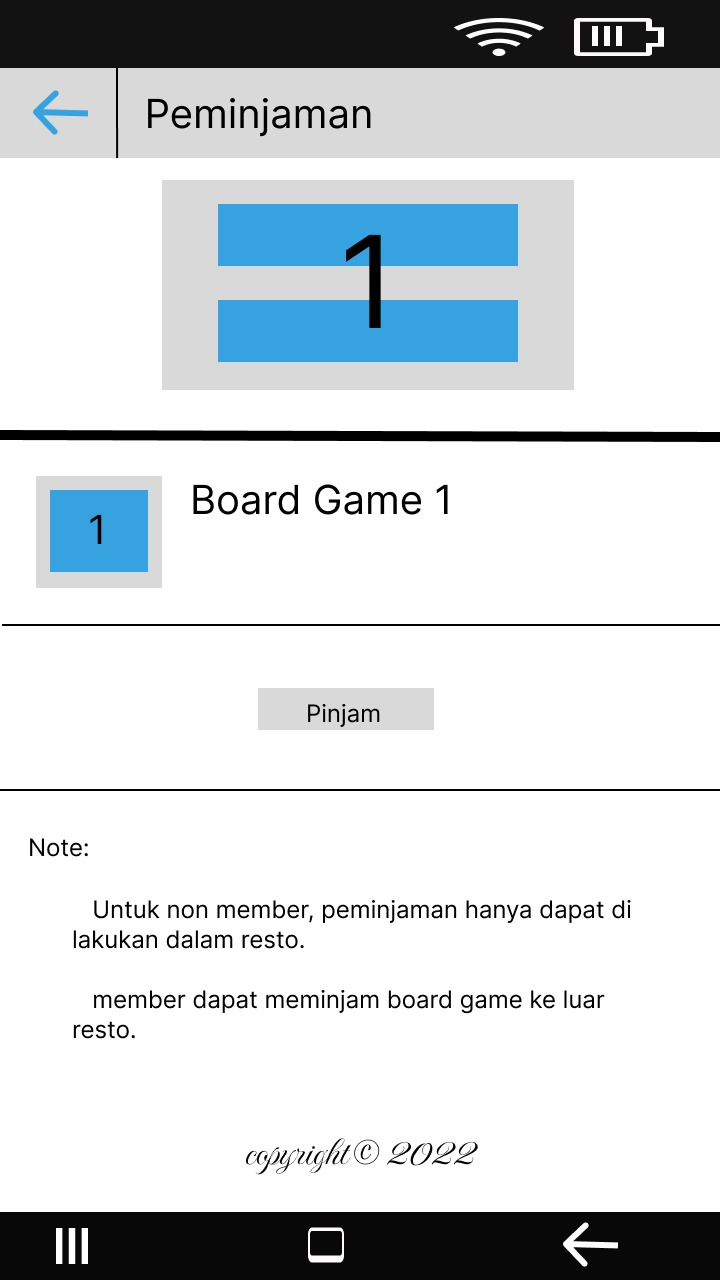 Peminjaman
1
1
Board Game 1
Pinjam
Note:
Untuk non member, peminjaman hanya dapat di
lakukan dalam resto.
member dapat meminjam board game ke luar
resto.
copyright© 2022